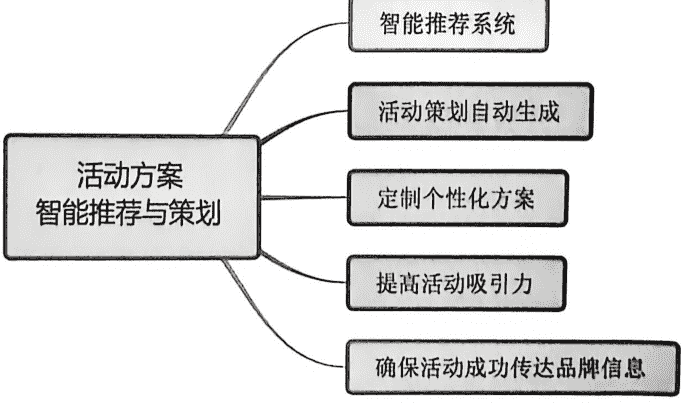 智能推荐系统
活动策划自动生成
活动方案
智能推荐与策划
定制个性化方案
提高活动吸引力
确保活动成功传达品牌信息